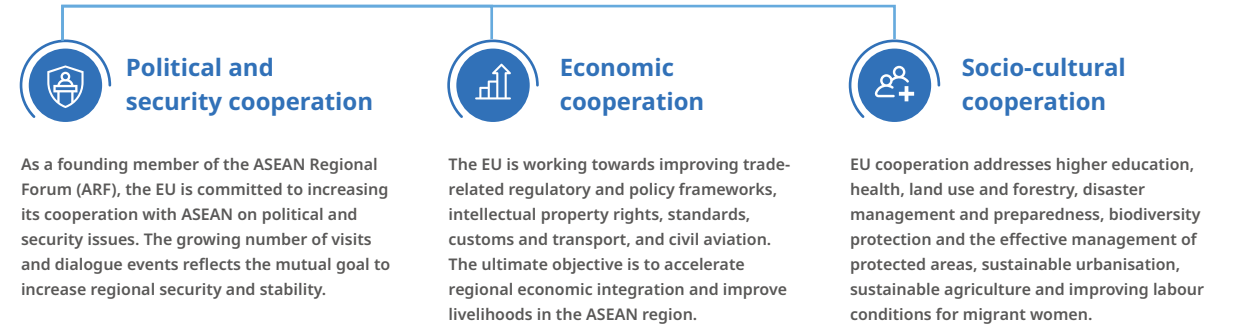 Political and
security cooperation
As a founding member of the ASEAN Regional
Forum (ARF), the EU is committed to increasing
its cooperation with ASEAN on political and
security issues. The growing number of visits
and dialogue events reflects the mutual goal to
increase regional security and stability.
Economic
cooperation
The EU is working towards improving trade-
related regulatory and policy frameworks,
intellectual property rights, standards,
customs and transport, and civil aviation.
The ultimate objective is to accelerate
regional economic integration and improve
livelihoods in the ASEAN region.
Socio-cultural
cooperation
EU cooperation addresses higher education,
health, land use and forestry, disaster
management and preparedness, biodiversity
protection and the effective management of
protected areas, sustainable urbanisation,
sustainable agriculture and improving labour
conditions for migrant women.